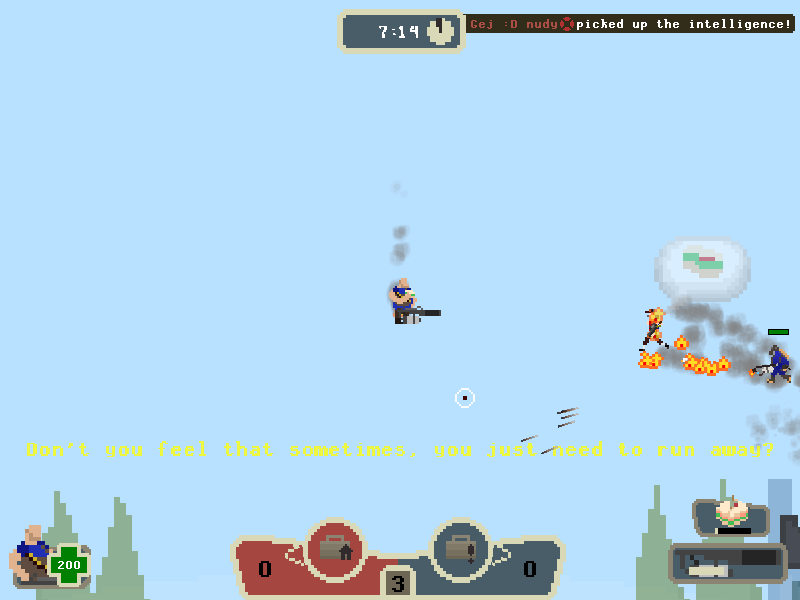 7:14
Cej :D nudy picked up the intelligence!
Don't you feel that sometimes, you just need to run away?
200
0
3
0